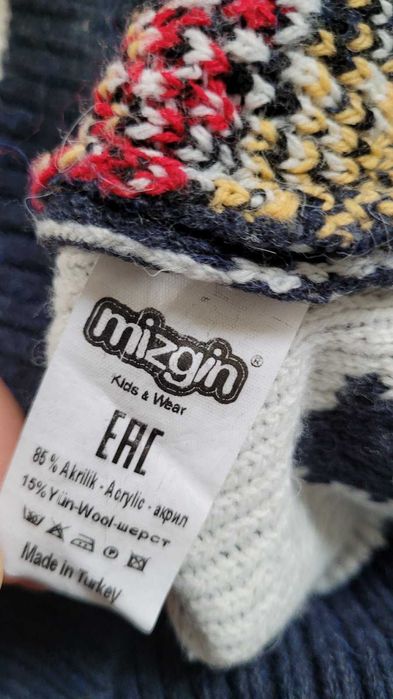 mizgin®
Kids & Wear
EAC
85% Akrilik - Acrylic - акрил
15% Yün-Wool-шерст
Made in Turkey